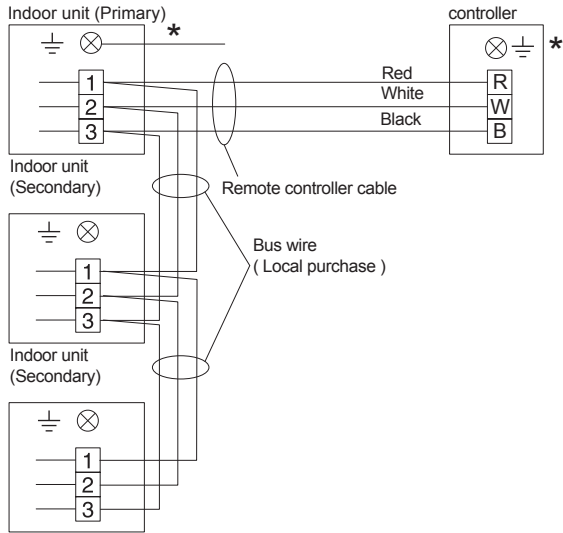 Indoor unit (Primary)
*
controller
*
1
2
3
Red
White
Black
R
W
B
Indoor unit
(Secondary)
Remote controller cable
Bus wire
( Local purchase )
1
2
3
Indoor unit
(Secondary)
1
2
3